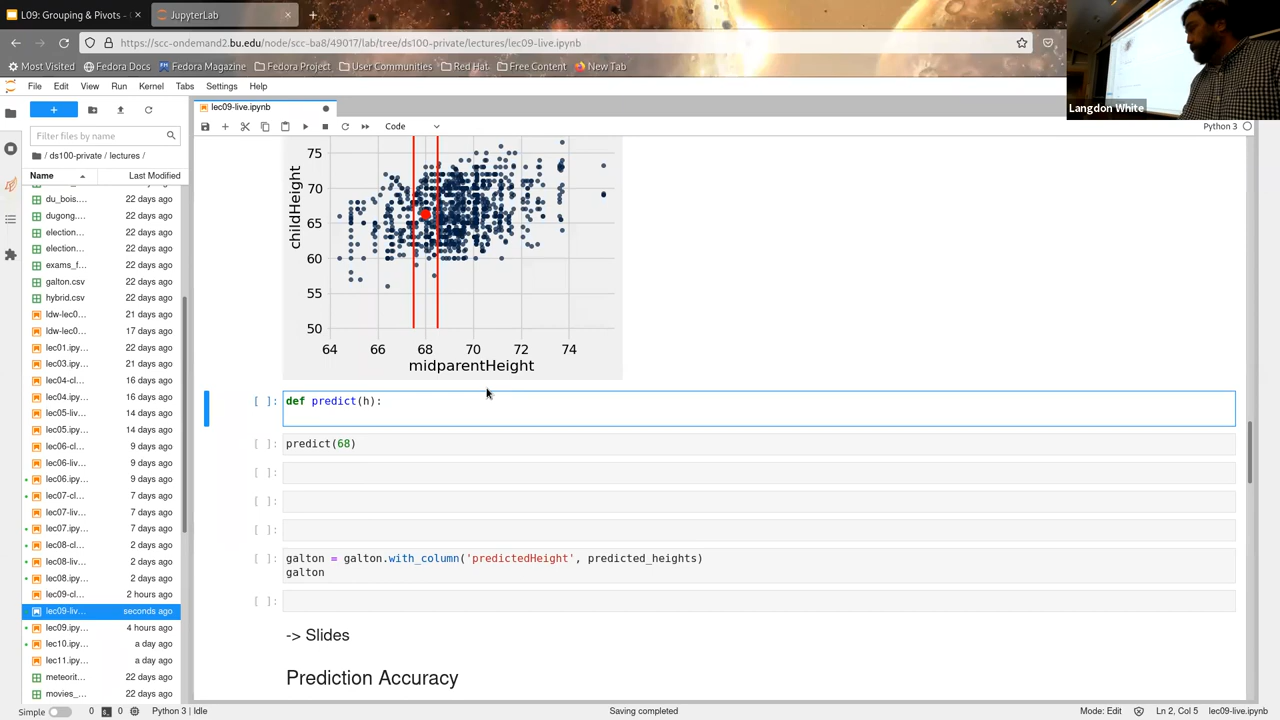 L09: Grouping & Pivots - (
JupyterLab
https://scc-ondemand2.bu.edu/node/scc-ba8/49017/lab/tree/ds100-private/lectures/lec09-live.ipynb
Most Visited Fedora Docs Fedora Magazine Fedora Project User Communities Red Hat Free Content New Tab
Langdon White
File Edit View Run Kernel Tabs Settings Help
lec09-live.ipynb
Filter files by name
Code
Python 3
/ ds100-private / lectures /
Name Last Modified
du_bois.... 22 days ago
dugong.... 22 days ago
election... 22 days ago
election... 22 days ago
exams_f... 22 days ago
galton.csv 22 days ago
hybrid.csv 22 days ago
ldw-lec0... 21 days ago
ldw-lec0... 17 days ago
lec01.ipy... 22 days ago
lec03.ipy... 21 days ago
lec04-cl... 16 days ago
lec04.ipy... 16 days ago
lec05-liv... 14 days ago
lec05.ipy... 14 days ago
lec06-cl... 9 days ago
lec06-liv... 9 days ago
lec06.ipy... 9 days ago
lec07-cl... 7 days ago
lec07-liv... 7 days ago
lec07.ipy... 7 days ago
lec08-cl... 2 days ago
lec08-liv... 2 days ago
lec08.ipy... 2 days ago
lec09-cl... 2 hours ago
lec09-liv... seconds ago
lec09.ipy... 4 hours ago
lec10.ipy... a day ago
lec11.ipy... a day ago
meteorit... 22 days ago
movies_... 22 days ago
75
70
65
60
55
50
childHeight
64 66 68 70 72 74
midparentHeight
[ ]: def predict(h):
[ ]: predict(68)
[ ]:
[ ]:
[ ]:
[ ]: galton = galton.with_column('predictedHeight', predicted_heights)
galton
[ ]:
-> Slides
Prediction Accuracy
Simple 0 0 Python 3 | Idle Saving completed Mode: Edit Ln 2, Col 5 lec09-live.ipynb